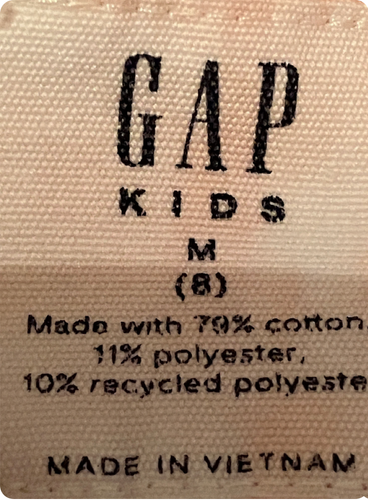 GAP
KIDS
M
(8)
Made with 79% cotton,
11% polyester,
10% recycled polyeste
MADE IN VIETNAM